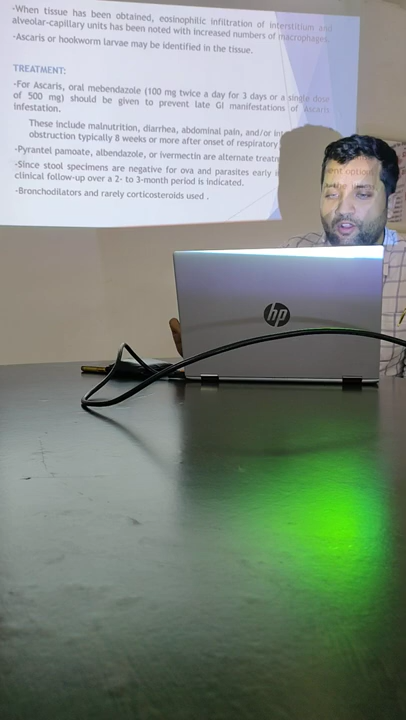 -When tissue has been obtained, eosinophilic infiltration of interstitium and
alveolar-capillary units has been noted with increased numbers of macrophages.
-Ascaris or hookworm larvae may be identified in the tissue.
TREATMENT:
-For Ascaris, oral mebendazole (100 mg twice a day for 3 days or a single dose
of 500 mg) should be given to prevent late GI manifestations of Ascaris
infestation.
These include malnutrition, diarrhea, abdominal pain, and/or
obstruction typically 8 weeks or more after onset of respiratory
-Pyrantel pamoate, albendazole, or ivermectin are alternate treatment options
-Since stool specimens are negative for ova and parasites early in the
clinical follow-up over a 2- to 3-month period is indicated.
-Bronchodilators and rarely corticosteroids used .
hp